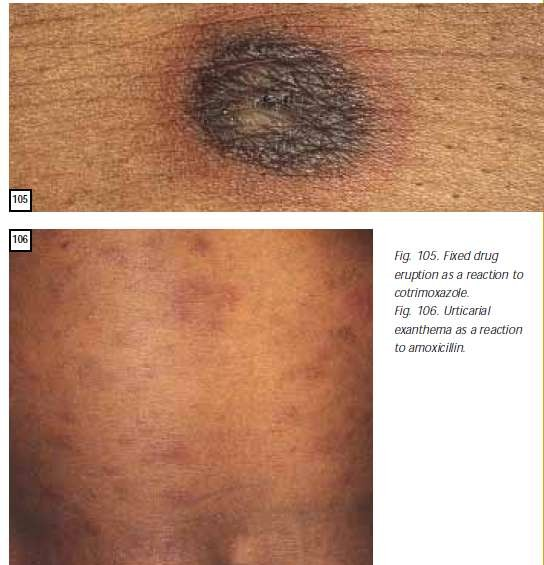 105
106
Fig. 105. Fixed drug
eruption as a reaction to
cotrimoxazole.
Fig. 106. Urticarial
exanthema as a reaction
to amoxicillin.